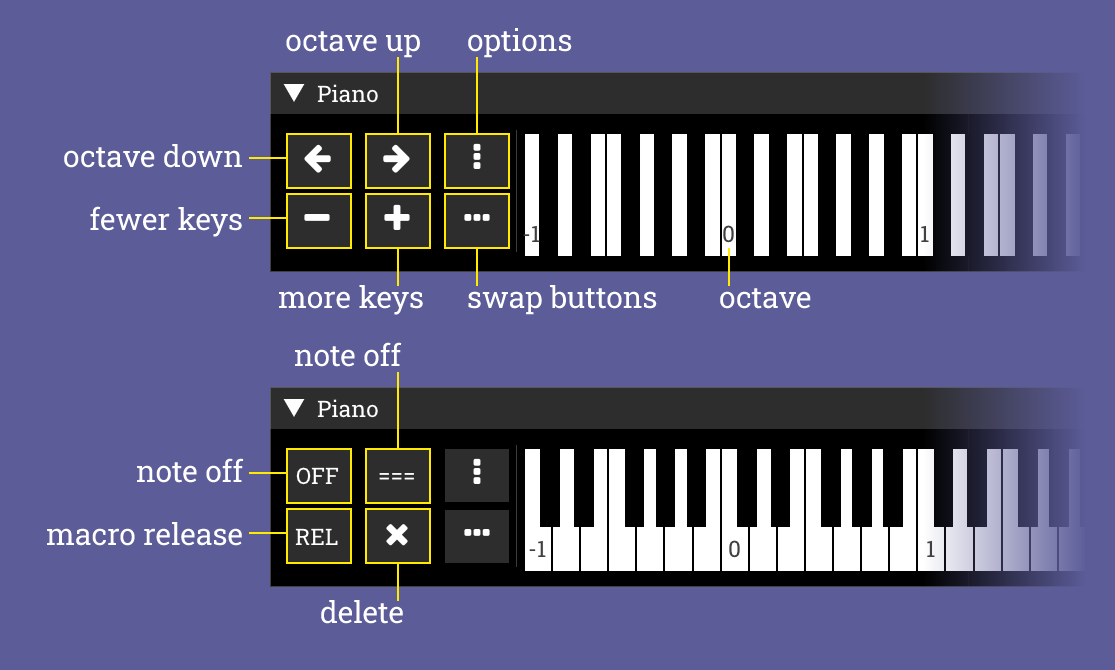 octave up
options
Piano
octave down
fewer keys
-1
0
1
more keys
swap buttons
octave
note off
Piano
note off
OFF
===
macro release
REL
-1
0
1
delete